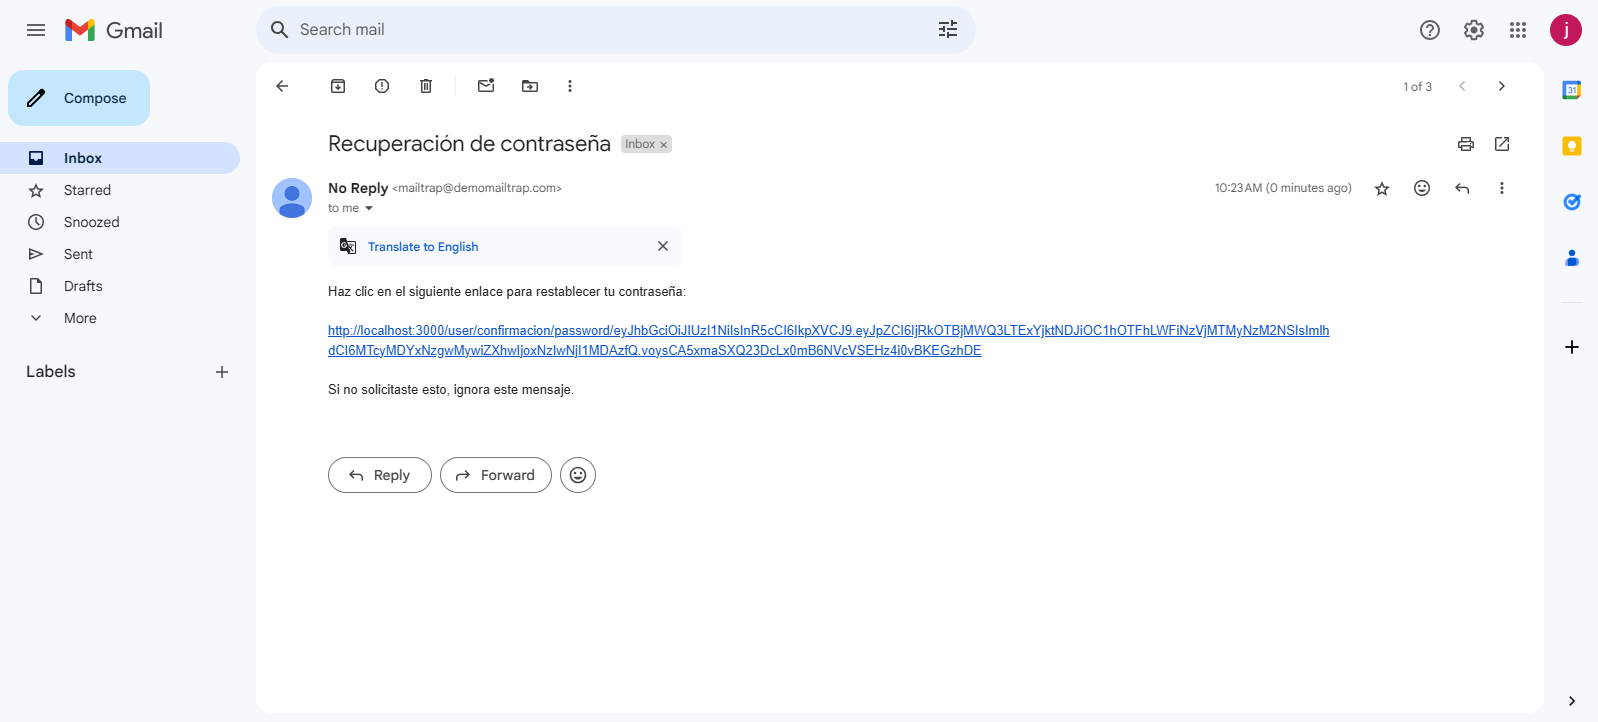 Gmail
Search mail
j
Compose
1 of 3
31
Inbox
Recuperación de contraseña Inbox ×
Starred
No Reply <mailtrap@demomailtrap.com>
10:23 AM (0 minutes ago)
to me
Snoozed
Translate to English
Sent
Drafts
Haz clic en el siguiente enlace para restablecer tu contraseña:
More
http://localhost:3000/user/confirmacion/password/eyJhbGciOiJIUzI1NiIsInR5cCI6IkpXVCJ9.eyJpZCI6IjRkOTBjMWQ3LTExYjktNDJiOC1hOTFhLWFiNzVjMTMyNzM2NSIsImlh
dCI6MTcyMDYxNzgwMywiZXhwIjoxNzIwNjI1MDAzfQ.voysCA5xmaSXQ23DcLx0mB6NVcVSEHz4i0vBKEGzhDE
Labels
Si no solicitaste esto, ignora este mensaje.
Reply
Forward